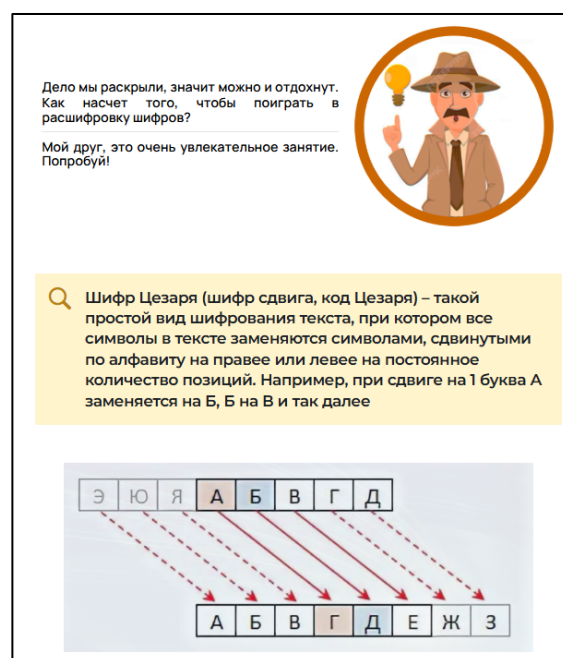 Дело мы раскрыли, значит можно и отдохнут.
Как насчет того, чтобы поиграть в
расшифровку шифров?
Мой друг, это очень увлекательное занятие.
Попробуй!
Шифр Цезаря (шифр сдвига, код Цезаря) – такой
простой вид шифрования текста, при котором все
символы в тексте заменяются символами, сдвинутыми
по алфавиту на правее или левее на постоянное
количество позиций. Например, при сдвиге на 1 буква А
заменяется на Б, Б на В и так далее
Э Ю Я А Б В Г Д
А Б В Г Д Е Ж З